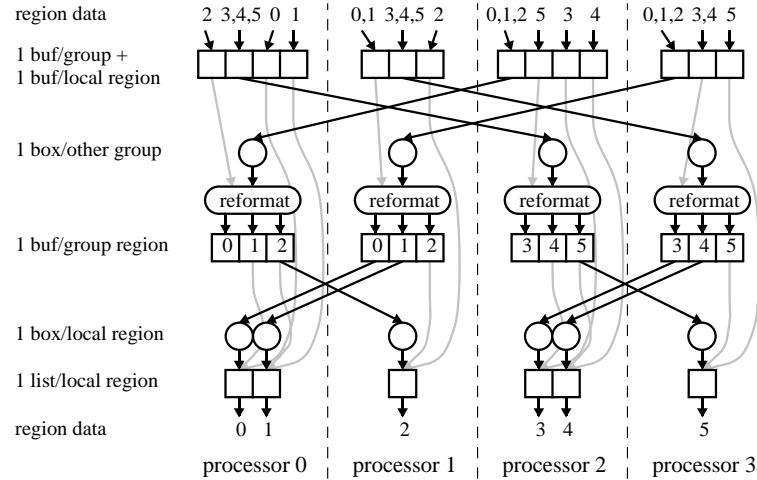 region data 2 3,4,5 0 1 0,1 3,4,5 2 0,1,2 5 3 4 0,1,2 3,4 5
1 buf/group +
1 buf/local region
1 box/other group
reformat reformat reformat reformat
1 buf/group region 0 1 2 0 1 2 3 4 5 3 4 5
1 box/local region
1 list/local region
region data 0 1 2 3 4 5
processor 0 processor 1 processor 2 processor 3